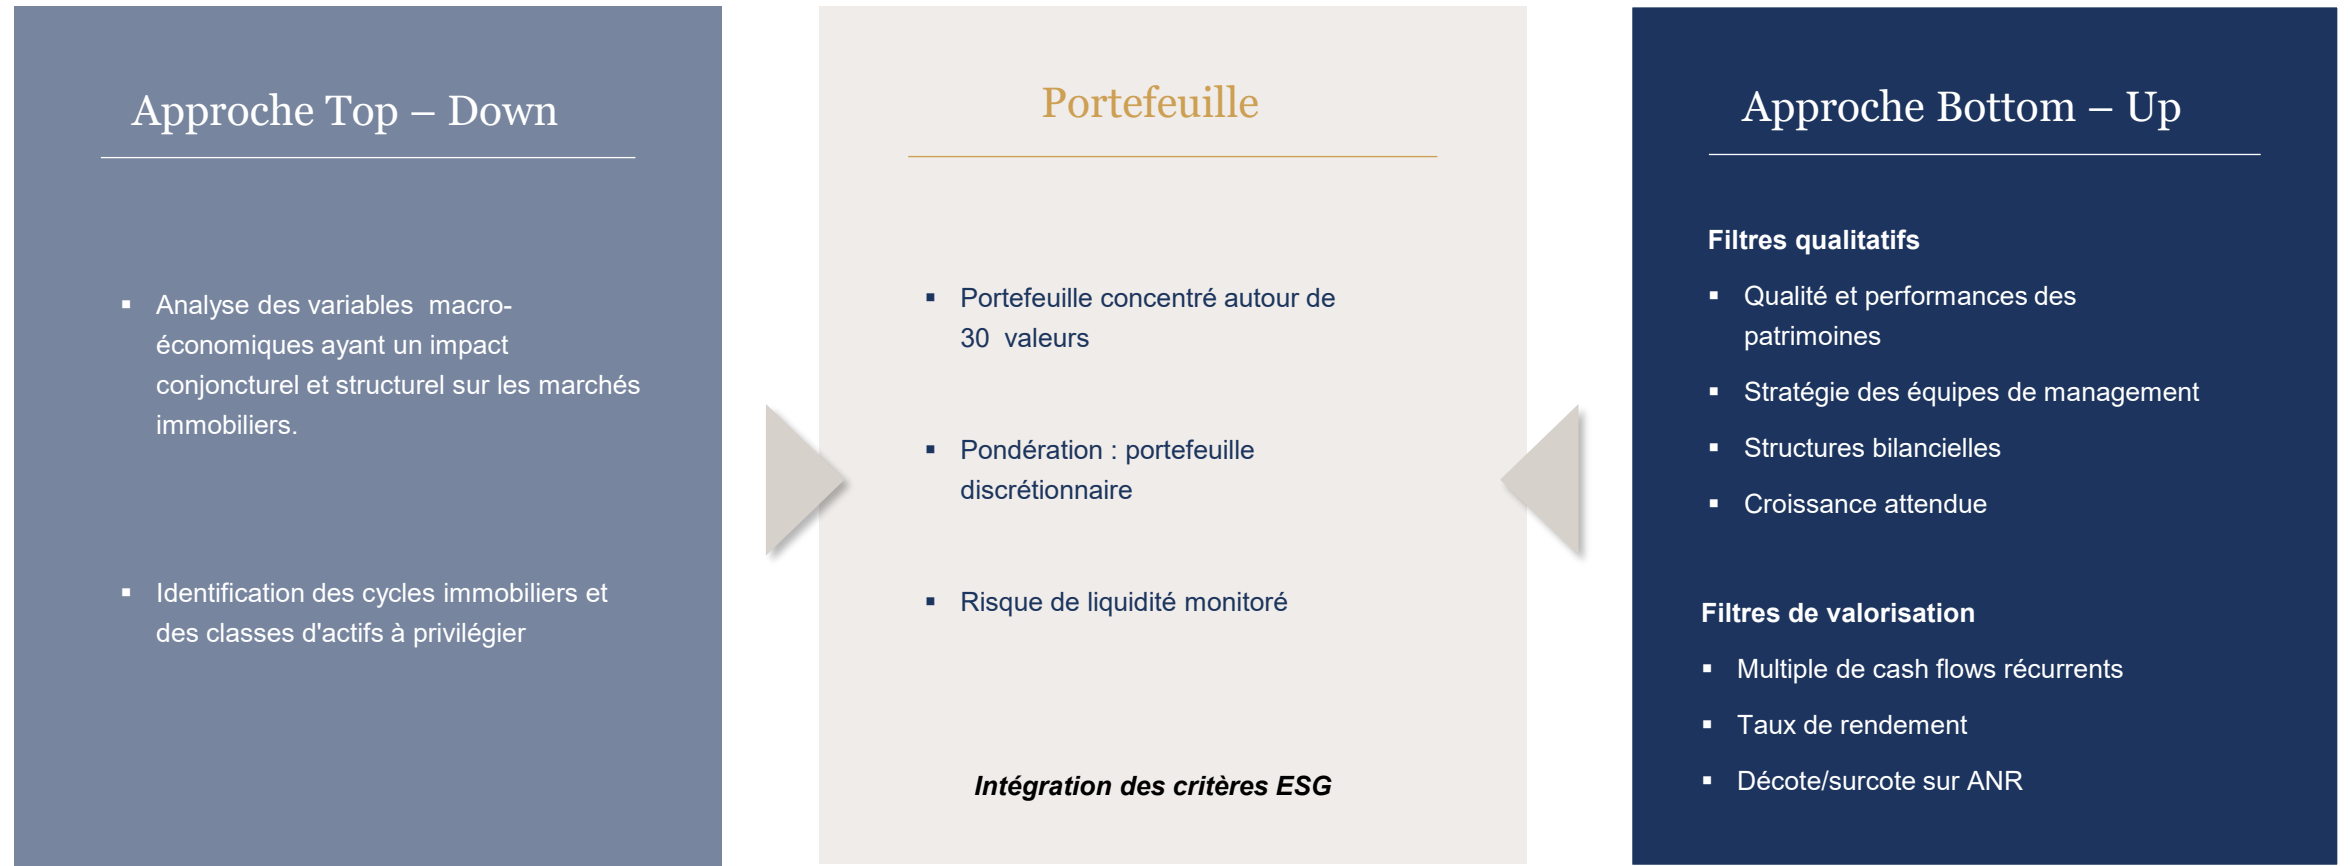 Approche Top – Down
▪ Analyse des variables  macro-
économiques ayant un impact
conjoncturel et structurel sur les marchés
immobiliers.
▪ Identification des cycles immobiliers et
des classes d'actifs à privilégier
Portefeuille
▪ Portefeuille concentré autour de
30  valeurs
▪ Pondération : portefeuille
discrétionnaire
▪ Risque de liquidité monitoré
Intégration des critères ESG
Approche Bottom – Up
Filtres qualitatifs
▪ Qualité et performances des
patrimoines
▪ Stratégie des équipes de management
▪ Structures bilancielles
▪ Croissance attendue
Filtres de valorisation
▪ Multiple de cash flows récurrents
▪ Taux de rendement
▪ Décote/surcote sur ANR